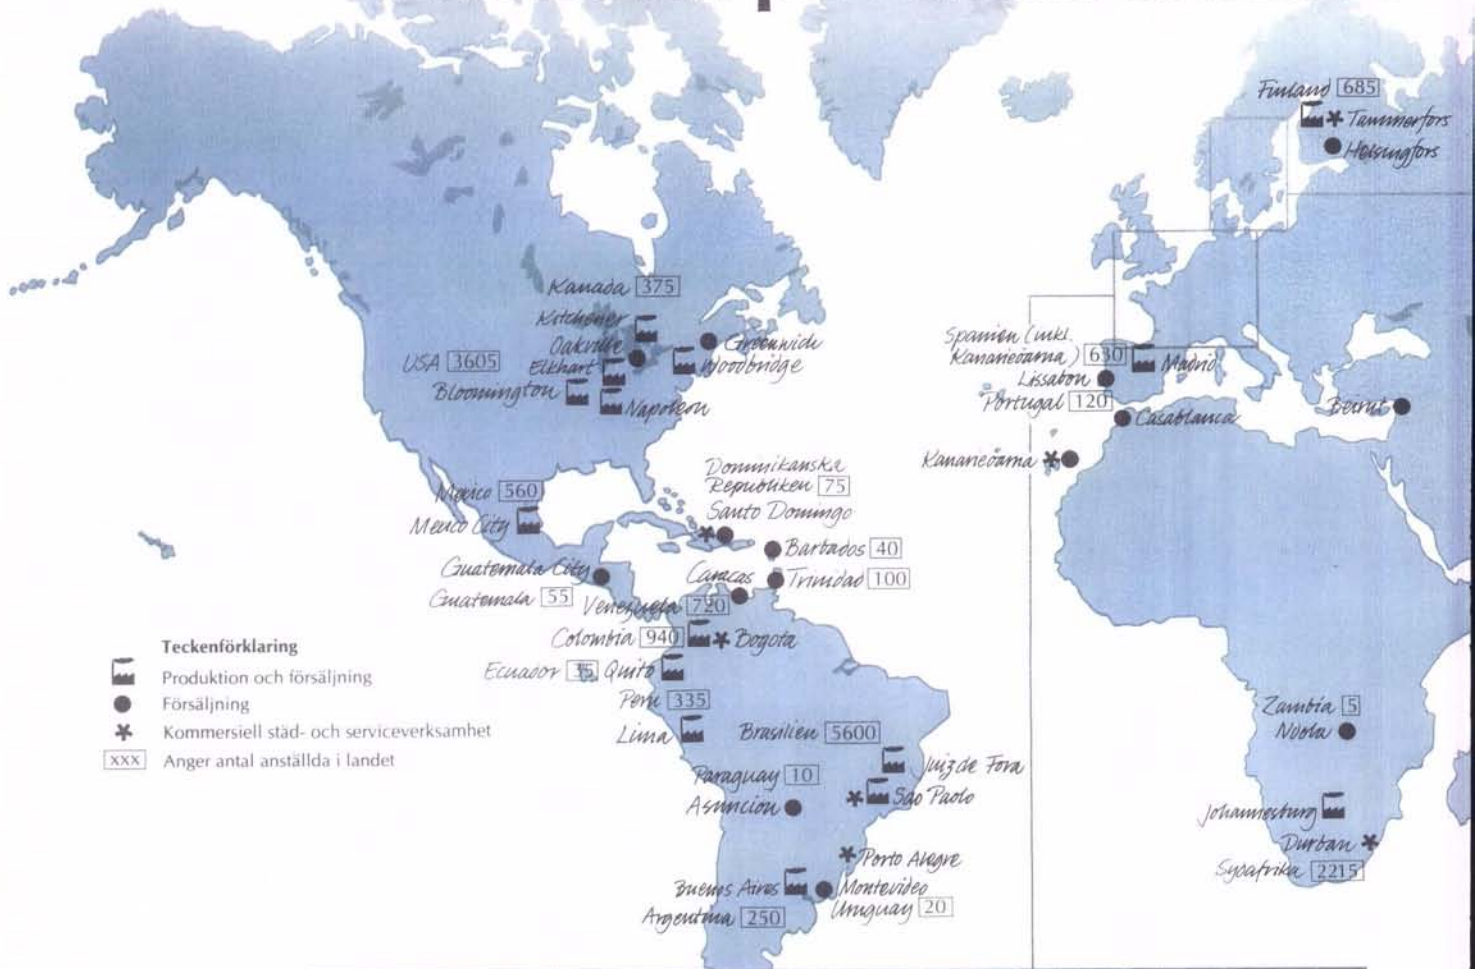 Finland 685
Tammerfors
Helsingfors
Kanada 375
Kitchener
Oakville
Greenwich
USA 3605
Elkhart
Woodbridge
Bloomington
Napoleon
Spanien (inkl.
Kanarieöarna) 630
Madrid
Lissabon
Portugal 120
Casablanca
Beirut
Kanarieöarna
Dominikanska
Republiken 75
Santo Domingo
Mexico 560
Mexico City
Barbados 40
Guatemala City
Caracas
Trinidad 100
Guatemala 55
Venezuela 720
Colombia 940
Bogota
Ecuador 35
Quito
Peru 335
Lima
Brasilien 5600
Juiz de Fora
Paraguay 10
Sao Paolo
Asuncion
Porto Alegre
Buenos Aires
Montevideo
Argentina 250
Uruguay 20
Zambia 5
Ndola
Johannesburg
Durban
Sydafrika 2215
Teckenförklaring
Produktion och försäljning
Försäljning
Kommersiell städ- och serviceverksamhet
XXX Anger antal anställda i landet